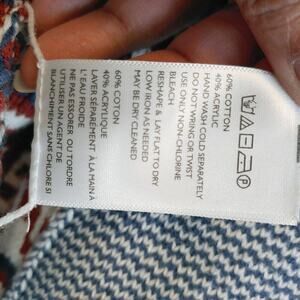 60% COTTON
40% ACRYLIC
HAND WASH COLD SEPARATELY
DO NOT WRING OR TWIST
USE ONLY NON-CHLORINE
BLEACH
RESHAPE & LAY FLAT TO DRY
LOW IRON AS NEEDED
MAY BE DRY CLEANED
60% COTON
40% ACRYLIQUE
LAVER SÉPARÉMENT À LA MAIN À
L'EAU FROIDE
NE PAS ESSORER OU TORDRE
UTILISER UN AGENT DE
BLANCHIMENT SANS CHLORE SI